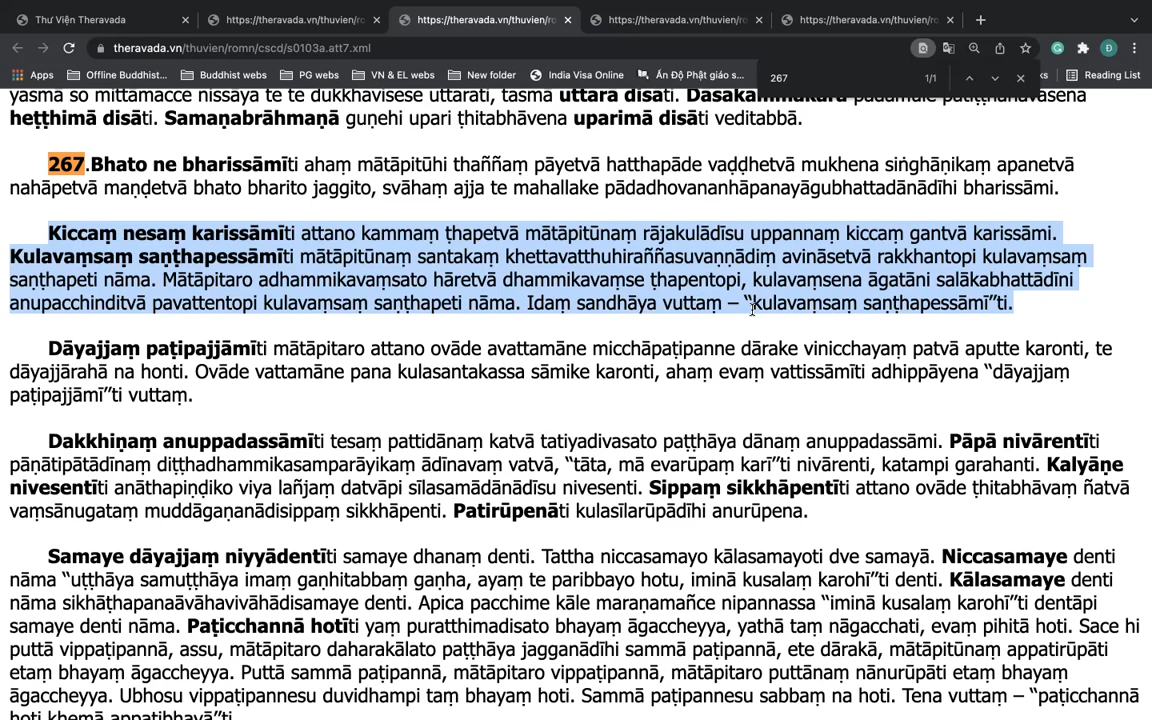 Thư Viện Theravada
https://theravada.vn/thuvien/ro
https://theravada.vn/thuvien/ro
https://theravada.vn/thuvien/ro
https://theravada.vn/thuvien/ro
theravada.vn/thuvien/romn/cscd/s0103a.att7.xml
Apps
Offline Buddhist...
Buddhist webs
PG webs
VN & EL webs
New folder
India Visa Online
Ấn Độ Phật giáo s...
267
1/1
ks
Reading List
yasmā so mittāmacce nissāya te te dukkhavisese uttarati, tasmā uttarā disāti. Dāsakammakarā pādamūle patiṭṭhānavasena
heṭṭhimā disāti. Samaṇabrāhmaṇā guṇehi upari ṭhitabhāvena uparimā disāti veditabbā.
267.Bhato ne bharissāmīti ahaṃ mātāpitūhi thaññaṃ pāyetvā hatthapāde vaḍḍhetvā mukhena siṅghāṇikaṃ apanetvā
nahāpetvā maṇḍetvā bhato bharito jaggito, svāhaṃ ajja te mahallake pādadhovananhāpanayāgubhattadānādīhi bharissāmi.
Kiccaṃ nesaṃ karissāmīti attano kammaṃ ṭhapetvā mātāpitūnaṃ rājakulādīsu uppannaṃ kiccaṃ gantvā karissāmi.
Kulavaṃsaṃ saṇṭhapessāmīti mātāpitūnaṃ santakaṃ khettavatthuhiraññasuvaṇṇādiṃ avināsetvā rakkhantopi kulavaṃsaṃ
saṇṭhapeti nāma. Mātāpitaro adhammikavaṃsato hāretvā dhammikavaṃse ṭhapentopi, kulavaṃsena āgatāni salākabhattādīni
anupacchinditvā pavattentopi kulavaṃsaṃ saṇṭhapeti nāma. Idaṃ sandhāya vuttaṃ – “kulavaṃsaṃ saṇṭhapessāmī”ti.
Dāyajjaṃ paṭipajjāmīti mātāpitaro attano ovāde avattamāne micchāpaṭipanne dārake vinicchayaṃ patvā aputte karonti, te
dāyajjārahā na honti. Ovāde vattamāne pana kulasantakassa sāmike karonti, ahaṃ evaṃ vattissāmīti adhippāyena “dāyajjaṃ
paṭipajjāmī”ti vuttaṃ.
Dakkhiṇaṃ anuppadassāmīti tesaṃ pattidānaṃ katvā tatiyadivasato paṭṭhāya dānaṃ anuppadassāmi. Pāpā nivārentīti
pāṇātipātādīnaṃ diṭṭhadhammikasamparāyikaṃ ādīnavaṃ vatvā, “tāta, mā evarūpaṃ karī”ti nivārenti, katampi garahanti. Kalyāṇe
nivesentīti anāthapiṇḍiko viya lañjaṃ datvāpi sīlasamādānādīsu nivesenti. Sippaṃ sikkhāpentīti attano ovāde ṭhitabhāvaṃ ñatvā
vaṃsānugataṃ muddāgaṇanādisippaṃ sikkhāpenti. Patirūpenāti kulasīlarūpādīhi anurūpena.
Samaye dāyajjaṃ niyyādentīti samaye dhanaṃ denti. Tattha niccasamayo kālasamayoti dve samayā. Niccasamaye denti
nāma “uṭṭhāya samuṭṭhāya imaṃ gaṇhitabbaṃ gaṇha, ayaṃ te paribbayo hotu, iminā kusalaṃ karohī”ti denti. Kālasamaye denti
nāma sikhāṭhapanaāvāhavivāhādisamaye denti. Apica pacchime kāle maraṇamañce nipannassa “iminā kusalaṃ karohī”ti dentāpi
samaye denti nāma. Paṭicchannā hotīti yaṃ puratthimadisato bhayaṃ āgaccheyya, yathā taṃ nāgacchati, evaṃ pihitā hoti. Sace hi
puttā vippaṭipannā, assu, mātāpitaro daharakālato paṭṭhāya jagganādīhi sammā paṭipannā, ete dārakā, mātāpitūnaṃ appatirūpāti
etaṃ bhayaṃ āgaccheyya. Puttā sammā paṭipannā, mātāpitaro vippaṭipannā, mātāpitaro puttānaṃ nānurūpāti etaṃ bhayaṃ
āgaccheyya. Ubhosu vippaṭipannesu duvidhampi taṃ bhayaṃ hoti. Sammā paṭipannesu sabbaṃ na hoti. Tena vuttaṃ – “paṭicchannā
hoti khemā appaṭibhayā”ti.